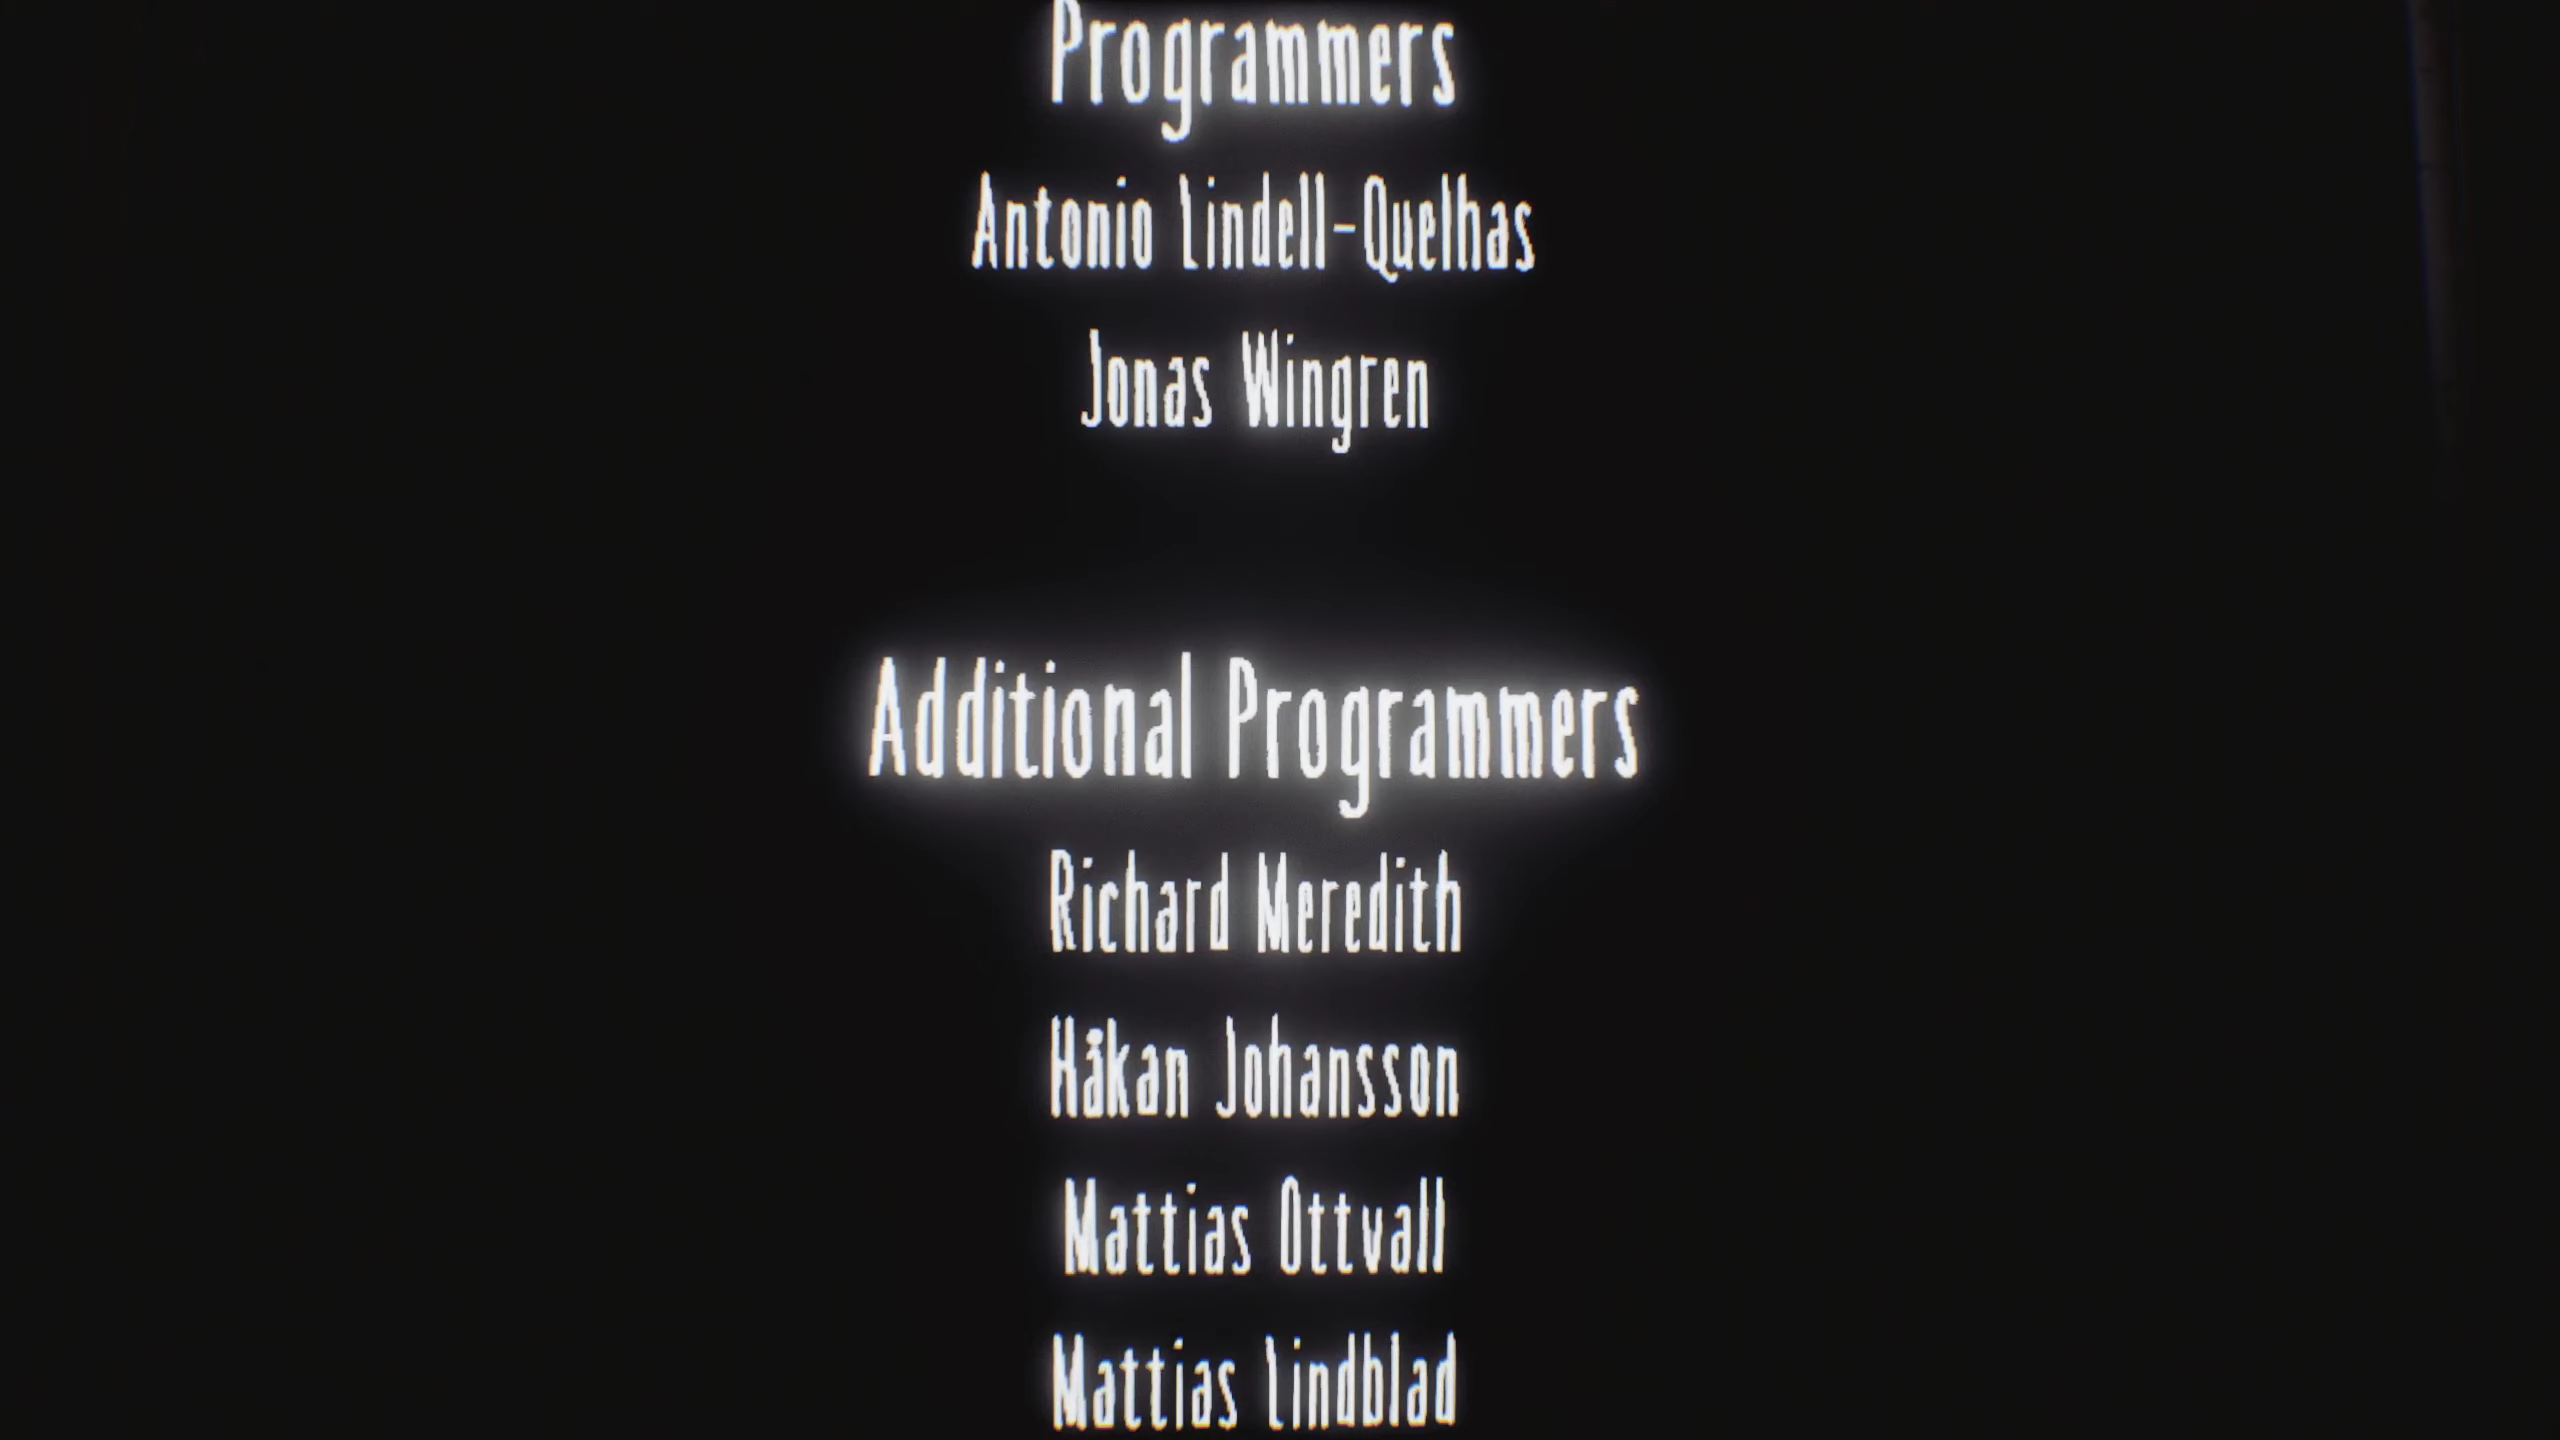 Programmers
Antonio Lindell-Quelhas
Jonas Wingren
Additional Programmers
Richard Meredith
Håkan Johansson
Mattias Ottvall
Mattias Lindblad